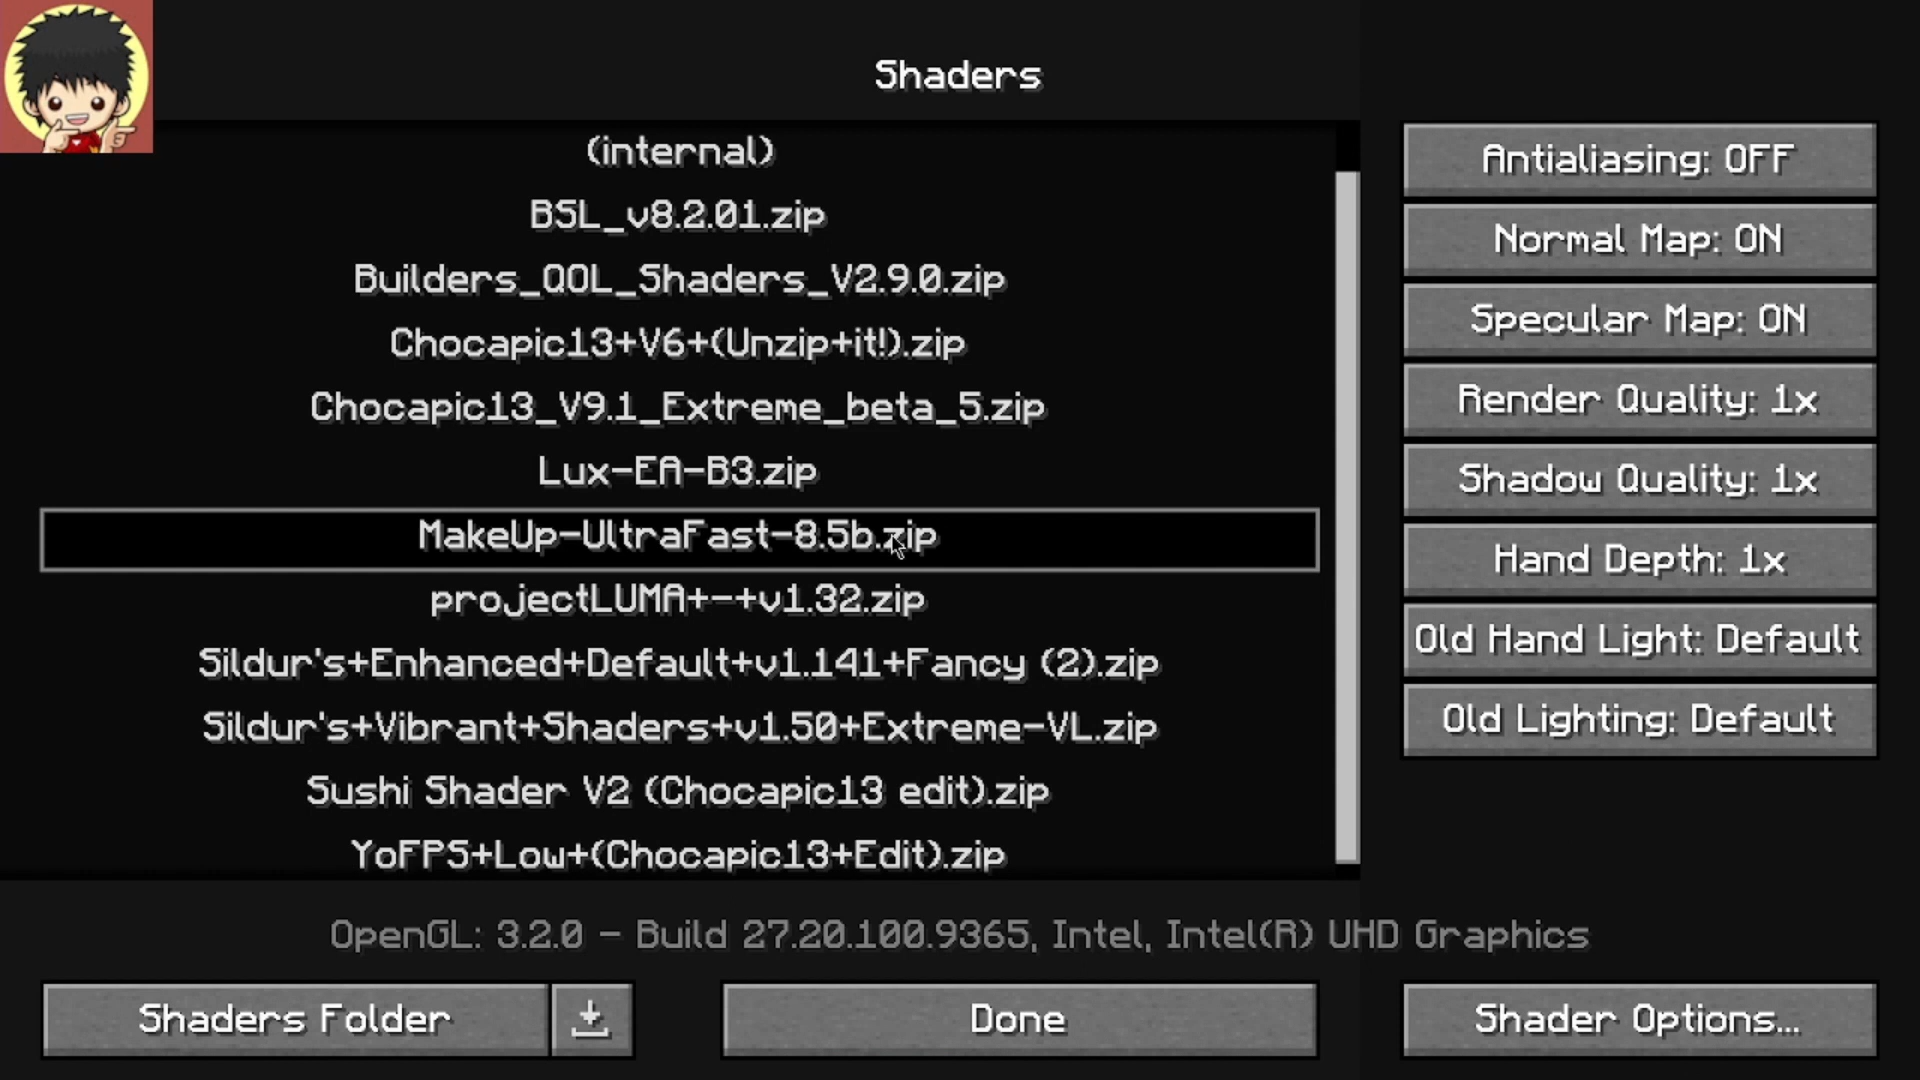 Shaders
(internal)
BSL_v8.2.01.zip
Builders_QOL_Shaders_V2.9.0.zip
Chocapic13+V6+(Unzip+it!).zip
Chocapic13_V9.1_Extreme_beta_5.zip
Lux-EA-B3.zip
MakeUp-UltraFast-8.5b.zip
projectLUMA+-+v1.32.zip
Sildur's+Enhanced+Default+v1.141+Fancy (2).zip
Sildur's+Vibrant+Shaders+v1.50+Extreme-VL.zip
Sushi Shader V2 (Chocapic13 edit).zip
YoFPS+Low+(Chocapic13+Edit).zip
Antialiasing: OFF
Normal Map: ON
Specular Map: ON
Render Quality: 1x
Shadow Quality: 1x
Hand Depth: 1x
Old Hand Light: Default
Old Lighting: Default
OpenGL: 3.2.0 - Build 27.20.100.9365, Intel, Intel(R) UHD Graphics
Shaders Folder
Done
Shader Options...